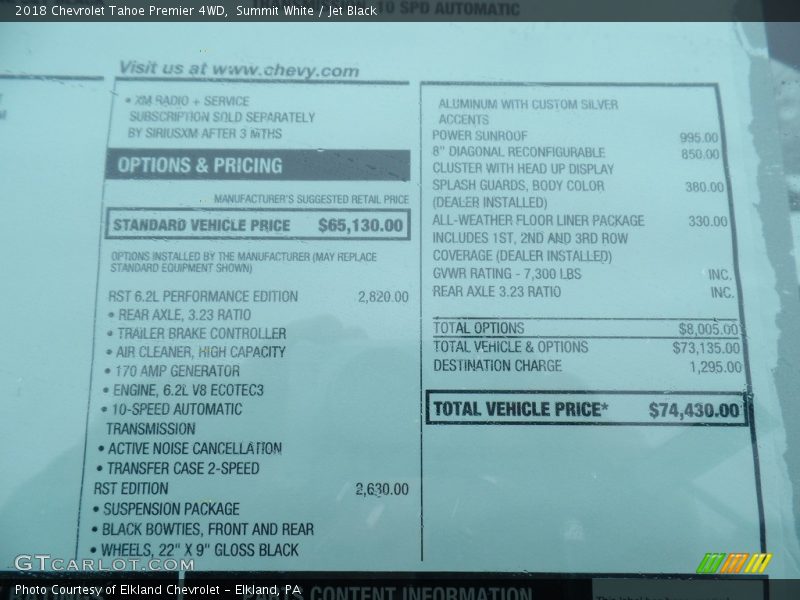 2018 Chevrolet Tahoe Premier 4WD,  Summit White / Jet Black
10 SPD AUTOMATIC
Visit us at www.chevy.com
• XM RADIO + SERVICE
SUBSCRIPTION SOLD SEPARATELY
BY SIRIUSXM AFTER 3 MTHS
OPTIONS & PRICING
MANUFACTURER'S SUGGESTED RETAIL PRICE
STANDARD VEHICLE PRICE $65,130.00
OPTIONS INSTALLED BY THE MANUFACTURER (MAY REPLACE
STANDARD EQUIPMENT SHOWN)
RST 6.2L PERFORMANCE EDITION 2,820.00
• REAR AXLE, 3.23 RATIO
• TRAILER BRAKE CONTROLLER
• AIR CLEANER, HIGH CAPACITY
• 170 AMP GENERATOR
• ENGINE, 6.2L V8 ECOTEC3
• 10-SPEED AUTOMATIC
TRANSMISSION
• ACTIVE NOISE CANCELLATION
• TRANSFER CASE 2-SPEED
RST EDITION 2,630.00
• SUSPENSION PACKAGE
• BLACK BOWTIES, FRONT AND REAR
• WHEELS, 22" X 9" GLOSS BLACK
ALUMINUM WITH CUSTOM SILVER
ACCENTS
POWER SUNROOF 995.00
8" DIAGONAL RECONFIGURABLE 850.00
CLUSTER WITH HEAD UP DISPLAY
SPLASH GUARDS, BODY COLOR 380.00
(DEALER INSTALLED)
ALL-WEATHER FLOOR LINER PACKAGE 330.00
INCLUDES 1ST, 2ND AND 3RD ROW
COVERAGE (DEALER INSTALLED)
GVWR RATING - 7,300 LBS INC.
REAR AXLE 3.23 RATIO INC.
TOTAL OPTIONS $8,005.00
TOTAL VEHICLE & OPTIONS $73,135.00
DESTINATION CHARGE 1,295.00
TOTAL VEHICLE PRICE* $74,430.00
GTCarLot.com
Photo Courtesy of Elkland Chevrolet – Elkland, PA
PARTS CONTENT INFORMATION